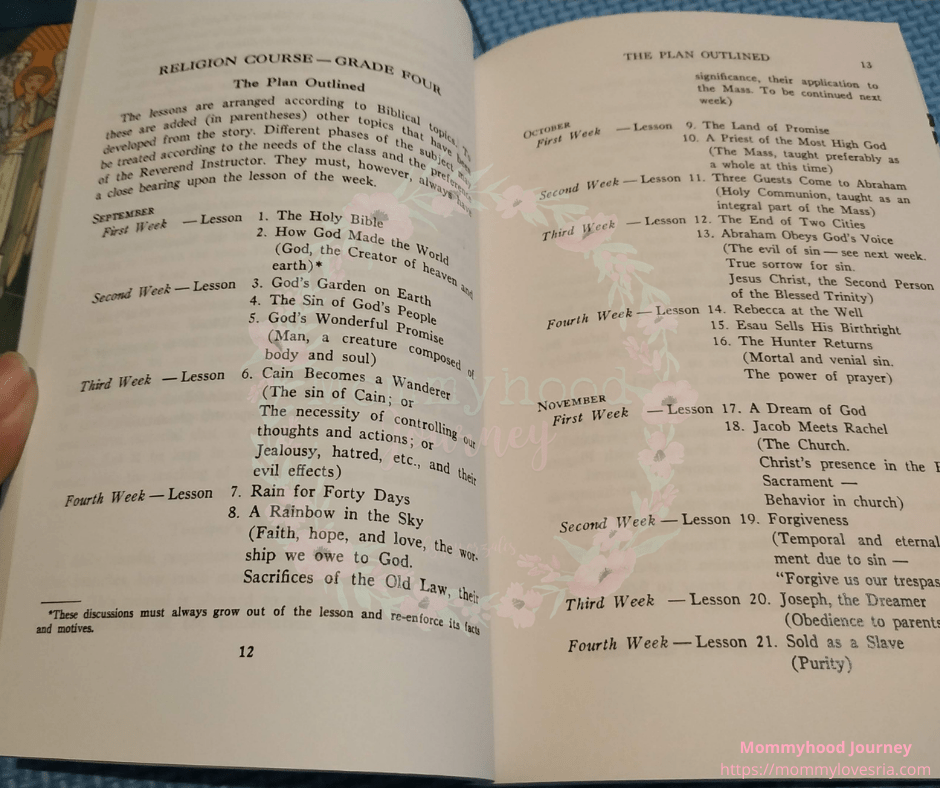 RELIGION COURSE — GRADE FOUR
The Plan Outlined
The lessons are arranged according to Biblical topics. To
these are added (in parentheses) other topics that have been
developed from the story. Different phases of the subject may
be treated according to the needs of the class and the preference
of the Reverend Instructor. They must, however, always have
a close bearing upon the lesson of the week.
SEPTEMBER
First Week — Lesson 1. The Holy Bible
2. How God Made the World
(God, the Creator of heaven and
earth)*
Second Week — Lesson 3. God's Garden on Earth
4. The Sin of God's People
5. God's Wonderful Promise
(Man, a creature composed of
body and soul)
Third Week — Lesson 6. Cain Becomes a Wanderer
(The sin of Cain; or
The necessity of controlling our
thoughts and actions; or
Jealousy, hatred, etc., and their
evil effects)
Fourth Week — Lesson 7. Rain for Forty Days
8. A Rainbow in the Sky
(Faith, hope, and love, the wor-
ship we owe to God.
Sacrifices of the Old Law, their
*These discussions must always grow out of the lesson and re-enforce its facts
and motives.
12
THE PLAN OUTLINED 13
significance, their application to
the Mass. To be continued next
week)
OCTOBER
First Week — Lesson 9. The Land of Promise
10. A Priest of the Most High God
(The Mass, taught preferably as
a whole at this time)
Second Week — Lesson 11. Three Guests Come to Abraham
(Holy Communion, taught as an
integral part of the Mass)
Third Week — Lesson 12. The End of Two Cities
13. Abraham Obeys God's Voice
(The evil of sin — see next week.
True sorrow for sin.
Jesus Christ, the Second Person
of the Blessed Trinity)
Fourth Week — Lesson 14. Rebecca at the Well
15. Esau Sells His Birthright
16. The Hunter Returns
(Mortal and venial sin.
The power of prayer)
NOVEMBER
First Week — Lesson 17. A Dream of God
18. Jacob Meets Rachel
(The Church.
Christ's presence in the
Sacrament —
Behavior in church)
Second Week — Lesson 19. Forgiveness
(Temporal and eternal
ment due to sin —
"Forgive us our trespas
Third Week — Lesson 20. Joseph, the Dreamer
(Obedience to parents
Fourth Week — Lesson 21. Sold as a Slave
(Purity)
Mommyhood Journey
https://mommylovesria.com